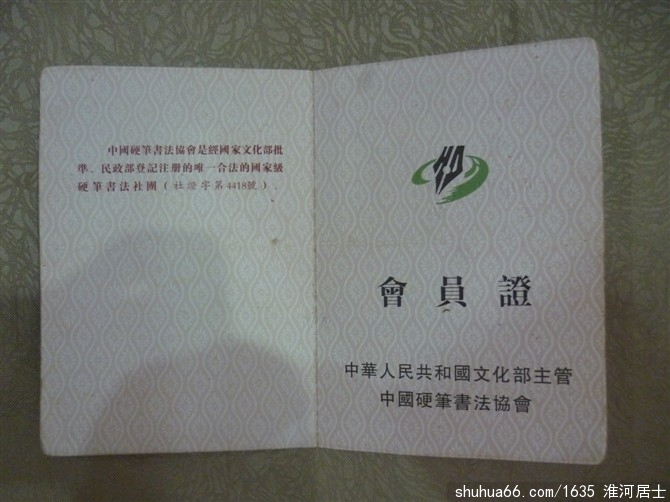 中國硬筆書法協會是經國家文化部批
準、民政部登記注册的唯一合法的國家級
硬筆書法社團(社證字第4418號).
會員證
中華人民共和國文化部主管
中國硬筆書法協會
shuhua66.com/1635 淮河居士